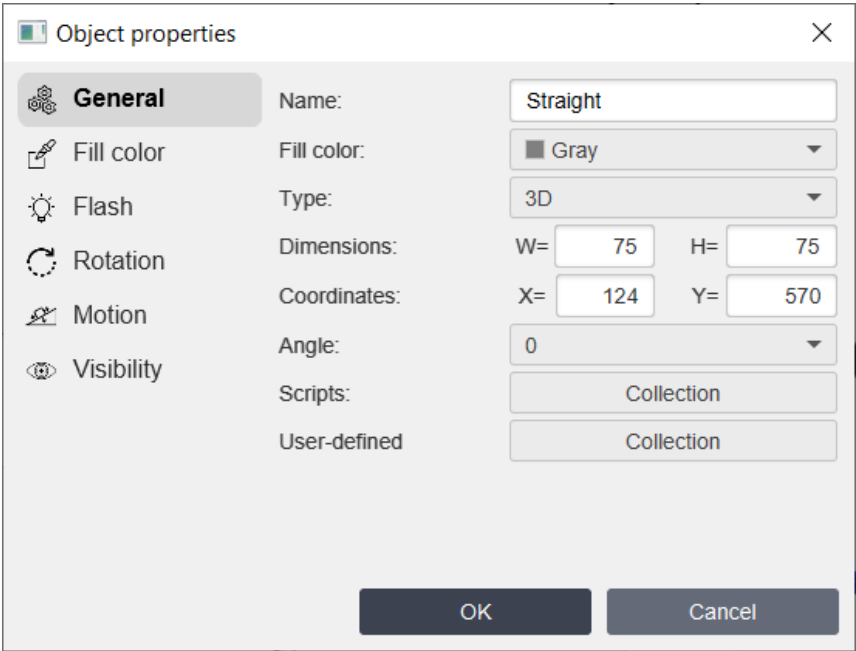 Object properties
General
Fill color
Flash
Rotation
Motion
Visibility
Name: Straight
Fill color: Gray
Type: 3D
Dimensions: W= 75 H= 75
Coordinates: X= 124 Y= 570
Angle: 0
Scripts: Collection
User-defined Collection
OK Cancel